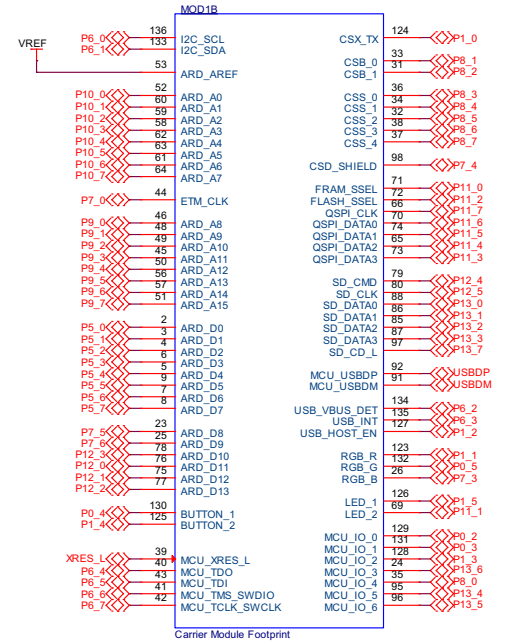 MOD1B
P6_0 136 I2C_SCL CSX_TX 124 P1_0
P6_1 133 I2C_SDA
VREF
CSB_0 33 P8_1
53 ARD_AREF CSB_1 31 P8_2
P10_0 52 ARD_A0 CSS_0 36 P8_3
P10_1 60 ARD_A1 CSS_1 34 P8_4
P10_2 59 ARD_A2 CSS_2 32 P8_5
P10_3 58 ARD_A3 CSS_3 38 P8_6
P10_4 62 ARD_A4 CSS_4 37 P8_7
P10_5 63 ARD_A5
P10_6 61 ARD_A6 CSD_SHIELD 98 P7_4
P10_7 64 ARD_A7
FRAM_SSEL 71 P11_0
P7_0 44 ETM_CLK FLASH_SSEL 72 P11_2
QSPI_CLK 66 P11_7
P9_0 46 ARD_A8 QSPI_DATA0 70 P11_6
P9_1 48 ARD_A9 QSPI_DATA1 74 P11_5
P9_2 49 ARD_A10 QSPI_DATA2 65 P11_4
P9_3 45 ARD_A11 QSPI_DATA3 73 P11_3
P9_4 50 ARD_A12
P9_5 56 ARD_A13 SD_CMD 79 P12_4
P9_6 57 ARD_A14 SD_CLK 80 P12_5
P9_7 51 ARD_A15 SD_DATA0 88 P13_0
SD_DATA1 86 P13_1
P5_0 2 ARD_D0 SD_DATA2 85 P13_2
P5_1 3 ARD_D1 SD_DATA3 87 P13_3
P5_2 4 ARD_D2 SD_CD_L 97 P13_7
P5_3 6 ARD_D3
P5_4 5 ARD_D4 MCU_USBDP 92 USBDP
P5_5 9 ARD_D5 MCU_USBDM 91 USBDM
P5_6 7 ARD_D6
P5_7 8 ARD_D7 USB_VBUS_DET 134 P6_2
USB_INT 135 P6_3
P7_5 23 ARD_D8 USB_HOST_EN 127 P1_2
P7_6 25 ARD_D9
P12_3 78 ARD_D10 RGB_R 123 P1_1
P12_0 76 ARD_D11 RGB_G 132 P0_5
P12_1 75 ARD_D12 RGB_B 26 P7_3
P12_2 77 ARD_D13
LED_1 126 P1_5
P0_4 130 BUTTON_1 LED_2 69 P11_1
P1_4 125 BUTTON_2
MCU_IO_0 129 P0_2
MCU_IO_1 131 P0_3
XRES_L 39 MCU_XRES_L MCU_IO_2 128 P1_3
P6_4 40 MCU_TDO MCU_IO_3 24 P13_6
P6_5 43 MCU_TDI MCU_IO_4 35 P8_0
P6_6 41 MCU_TMS_SWDIO MCU_IO_5 95 P13_4
P6_7 42 MCU_TCLK_SWCLK MCU_IO_6 96 P13_5
Carrier Module Footprint